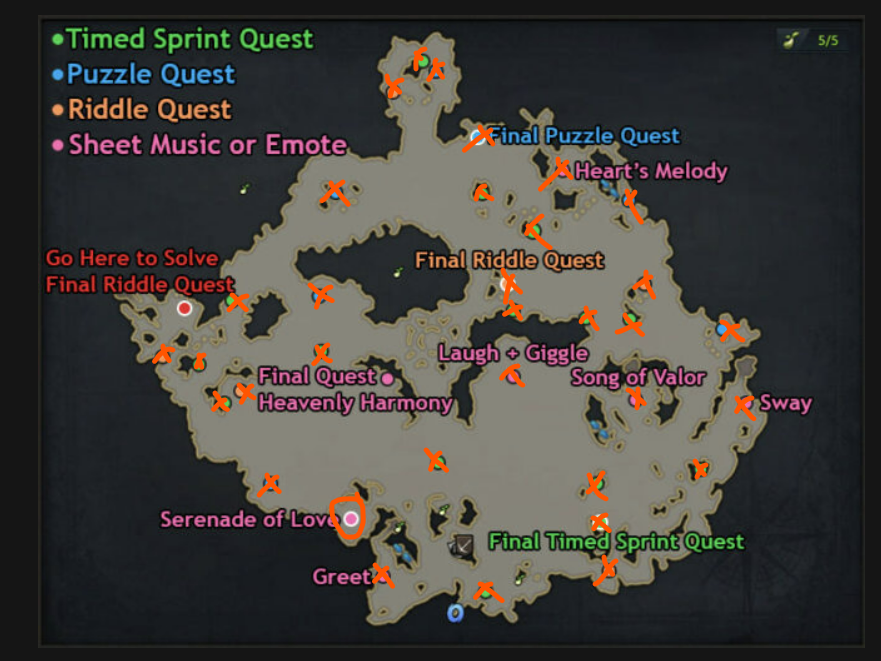 •Timed Sprint Quest
•Puzzle Quest
•Riddle Quest
•Sheet Music or Emote
5/5
Final Puzzle Quest
Heart's Melody
Go Here to Solve
Final Riddle Quest
Final Riddle Quest
Laugh + Giggle
Final Quest
Heavenly Harmony
Song of Valor
Sway
Serenade of Love
Final Timed Sprint Quest
Greet